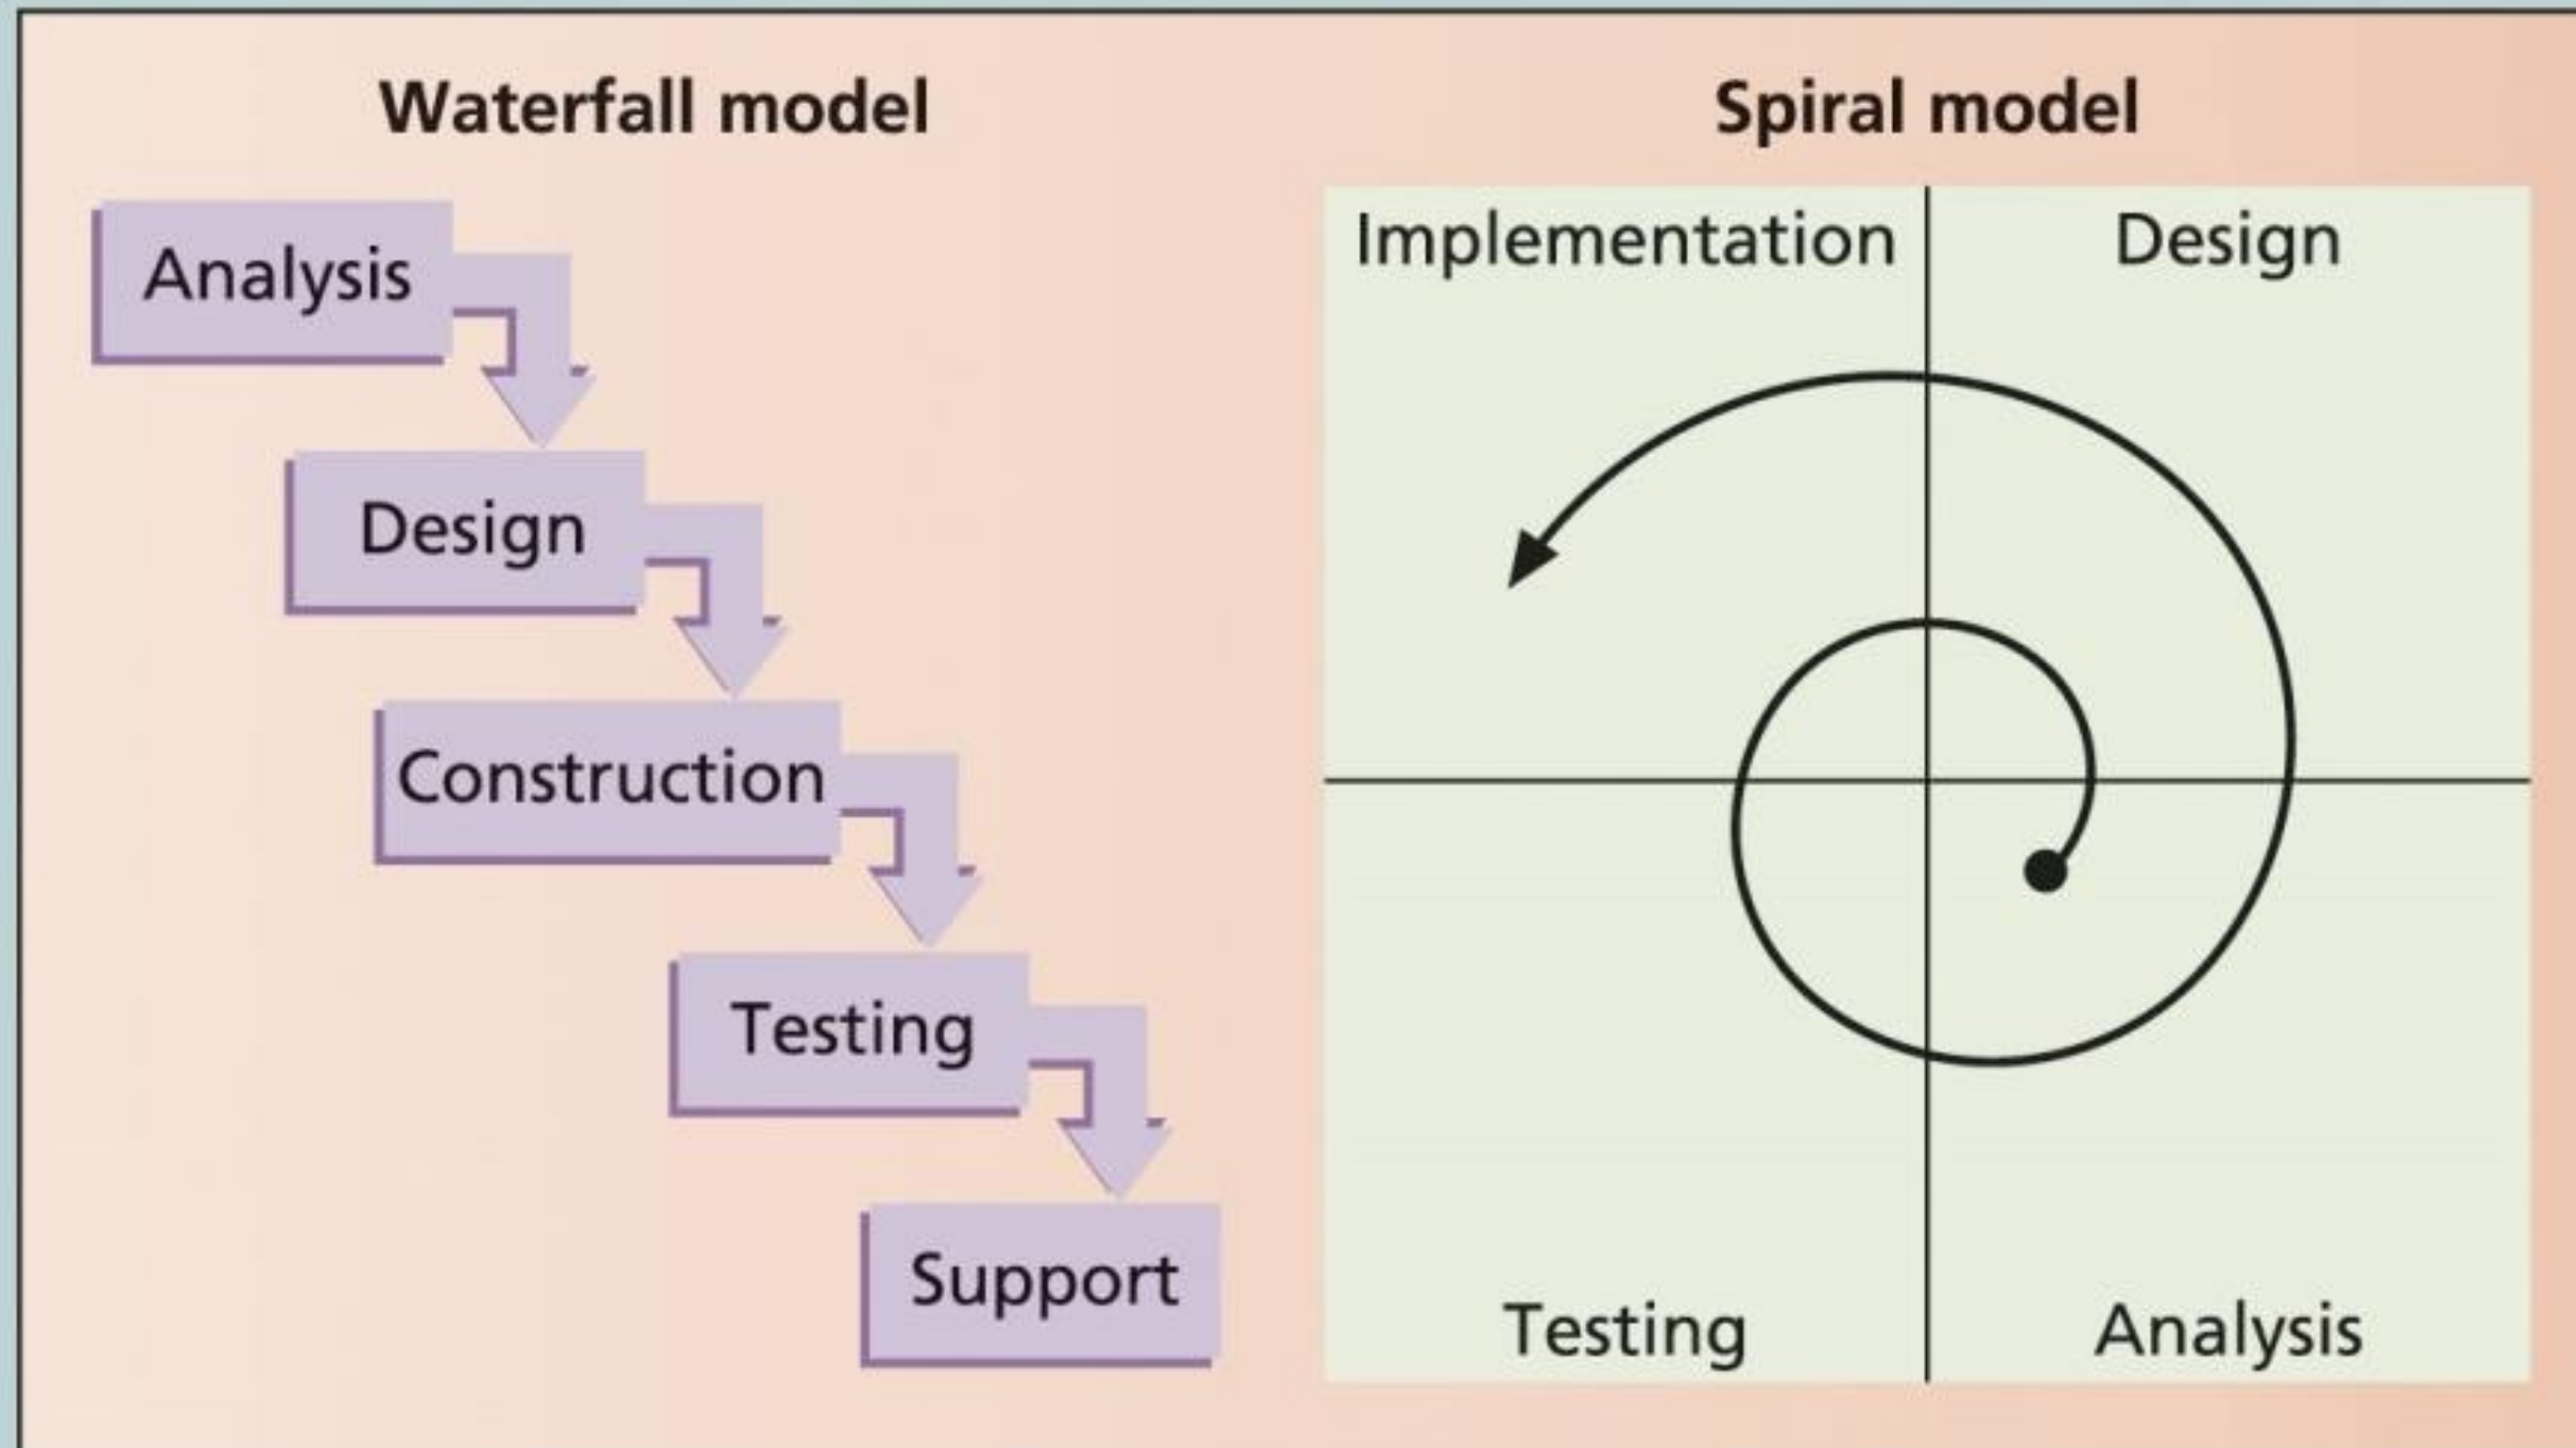 Waterfall model
Analysis
Design
Construction
Testing
Support
Spiral model
Implementation
Design
Testing
Analysis